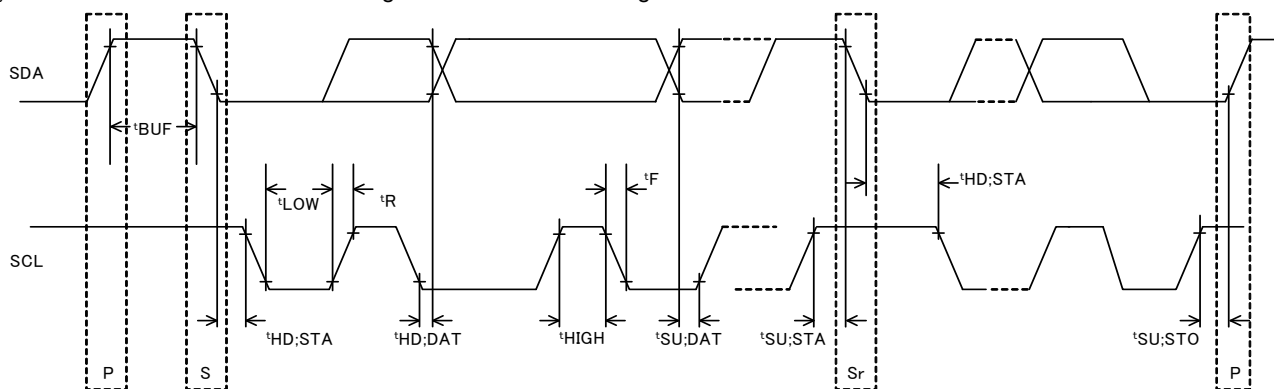 SDA
tBUF
tLOW
tR
tF
tHD;STA
SCL
tHD;STA
tHD;DAT
tHIGH
tSU;DAT
tSU;STA
tSU;STO
P
S
Sr
P